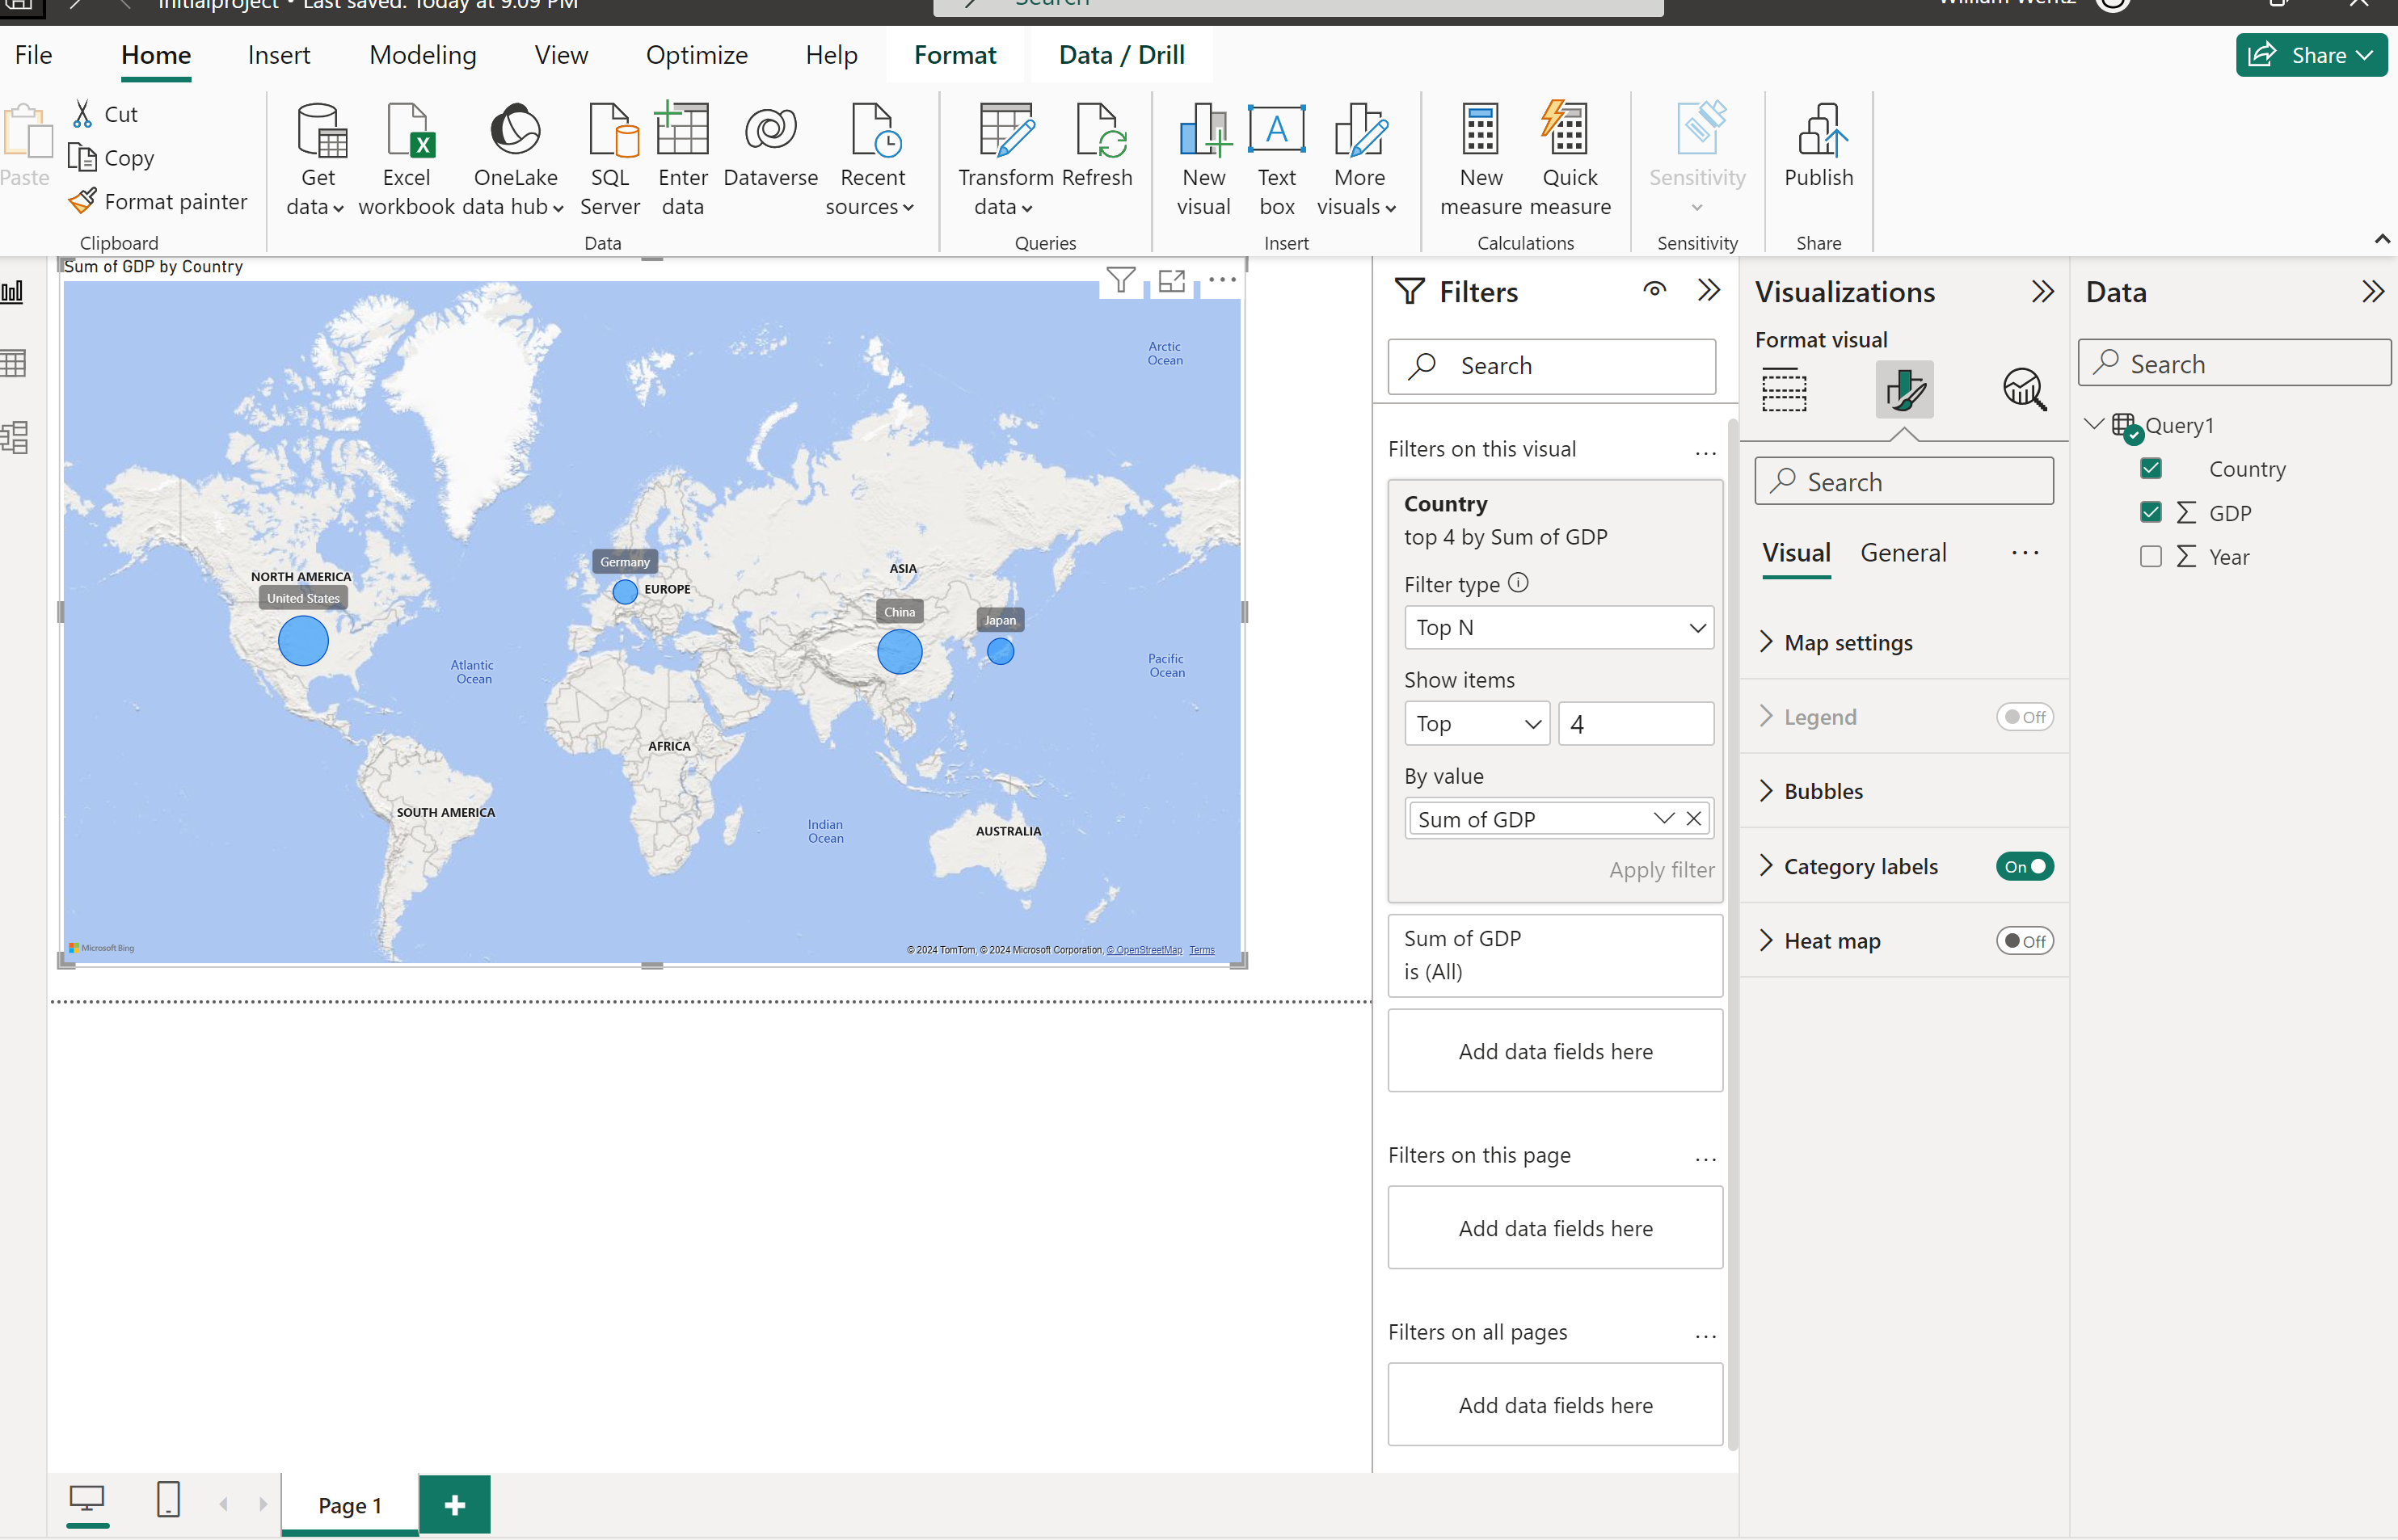 Initialproject • Last saved: Today at 9:09 PM
Search
File Home Insert Modeling View Optimize Help Format Data / Drill
Share
Paste
Cut
Copy
Format painter
Clipboard
Get data
Excel workbook
OneLake data hub
SQL Server
Enter data
Dataverse
Recent sources
Data
Transform data
Refresh
Queries
New visual
Text box
More visuals
Insert
New measure
Quick measure
Calculations
Sensitivity
Sensitivity
Publish
Share
Sum of GDP by Country
Arctic
Ocean
NORTH AMERICA
United States
Germany
EUROPE
ASIA
China
Japan
Atlantic
Ocean
Pacific
Ocean
AFRICA
SOUTH AMERICA
Indian
Ocean
AUSTRALIA
Microsoft Bing
© 2024 TomTom, © 2024 Microsoft Corporation, © OpenStreetMap Terms
Filters
Search
Filters on this visual
...
Country
top 4 by Sum of GDP
Filter type
Top N
Show items
Top 4
By value
Sum of GDP
Apply filter
Sum of GDP
is (All)
Add data fields here
Filters on this page
...
Add data fields here
Filters on all pages
...
Add data fields here
Visualizations
Format visual
Search
Visual General ...
Map settings
Legend Off
Bubbles
Category labels On
Heat map Off
Data
Search
Query1
Country
Σ GDP
Σ Year
Page 1